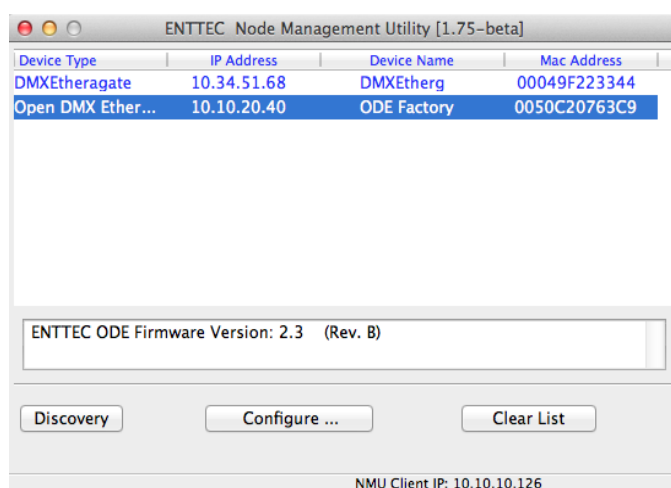 ENTTEC Node Management Utility [1.75-beta]
Device Type IP Address Device Name Mac Address
DMXEtheragate 10.34.51.68 DMXEtherg 00049F223344
Open DMX Ether... 10.10.20.40 ODE Factory 0050C20763C9
ENTTEC ODE Firmware Version: 2.3 (Rev. B)
Discovery Configure ... Clear List
NMU Client IP: 10.10.10.126